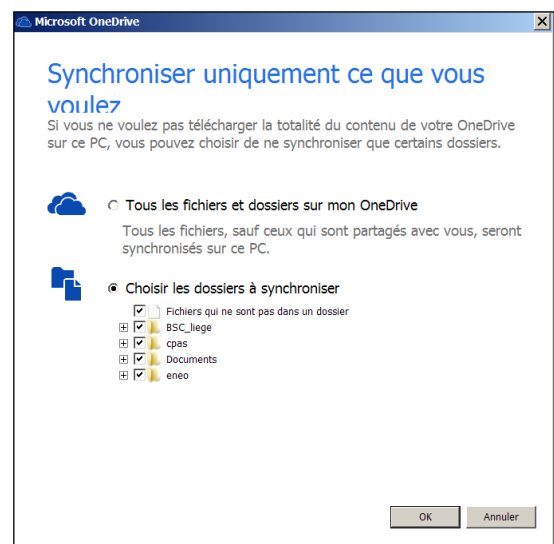 Microsoft OneDrive
Synchroniser uniquement ce que vous
voulez
Si vous ne voulez pas télécharger la totalité du contenu de votre OneDrive
sur ce PC, vous pouvez choisir de ne synchroniser que certains dossiers.
Tous les fichiers et dossiers sur mon OneDrive
Tous les fichiers, sauf ceux qui sont partagés avec vous, seront
synchronisés sur ce PC.
Choisir les dossiers à synchroniser
Fichiers qui ne sont pas dans un dossier
BSC_liege
cpas
Documents
eneo
OK Annuler